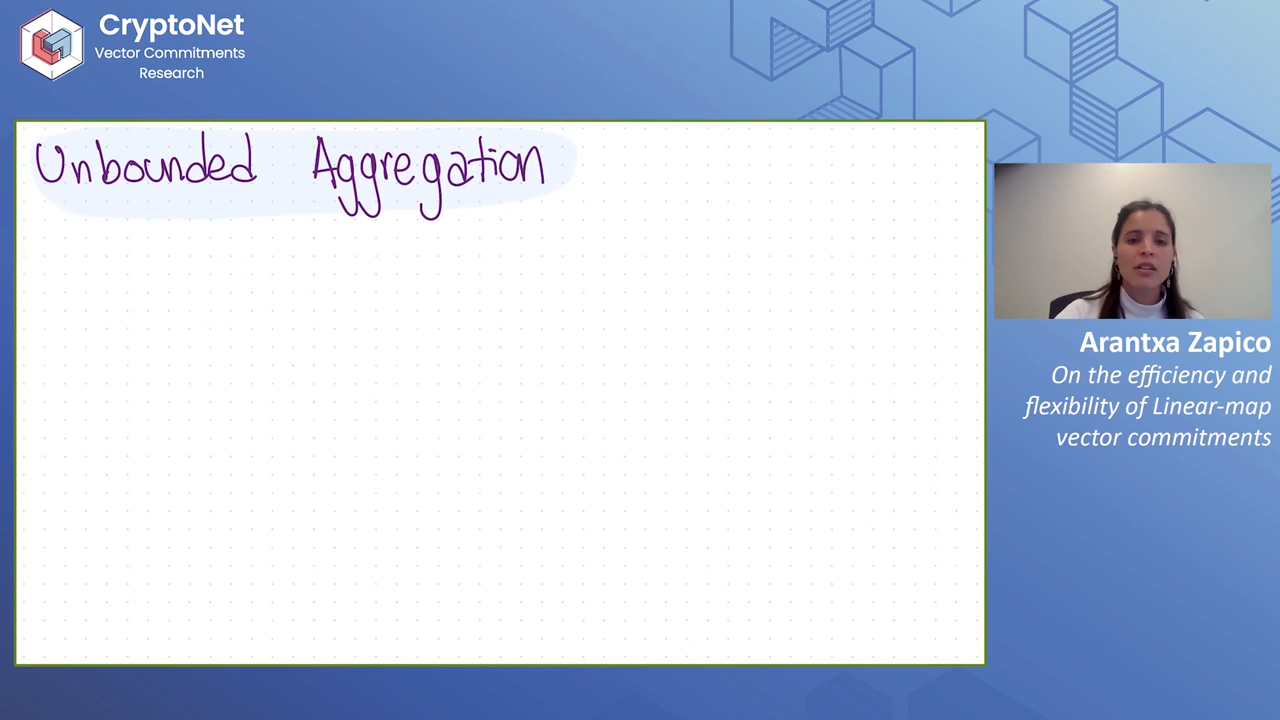 CryptoNet
Vector Commitments
Research
Unbounded Aggregation
Arantxa Zapico
On the efficiency and
flexibility of Linear-map
vector commitments